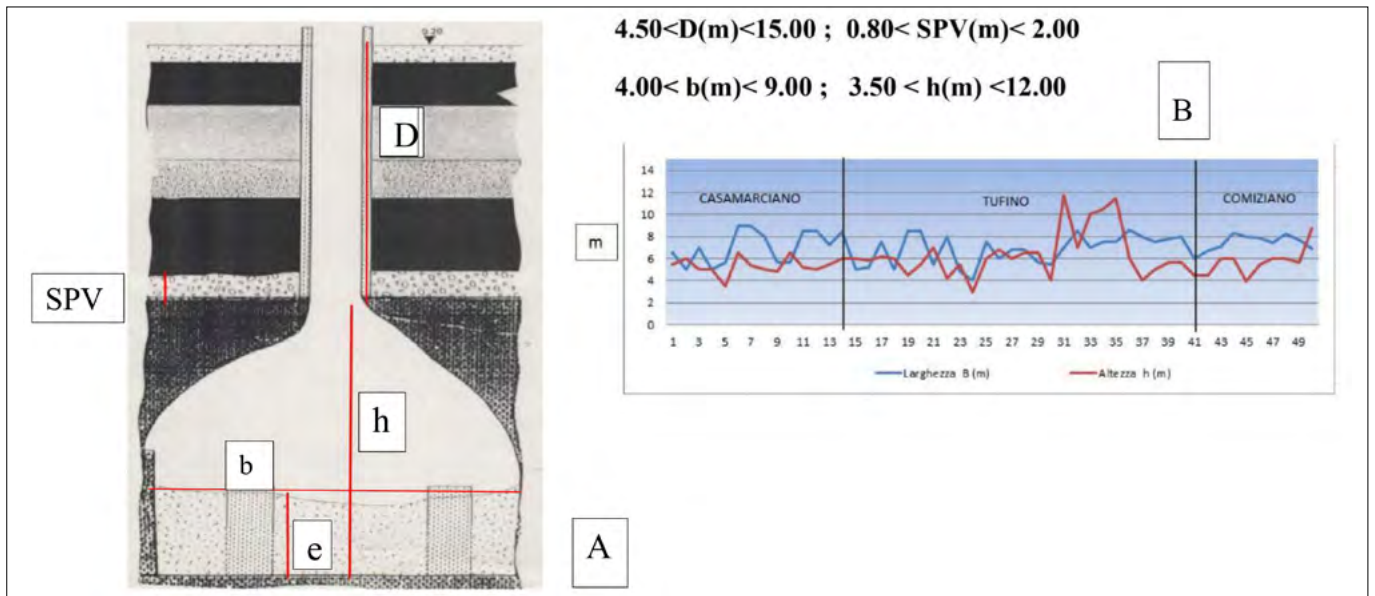 0.20
D
SPV
h
b
e
A
4.50<D(m)<15.00 ; 0.80< SPV(m)< 2.00
4.00< b(m)< 9.00 ; 3.50 < h(m) <12.00
B
m
14
12
10
8
6
4
2
0
CASAMARCIANO TUFINO COMIZIANO
1 3 5 7 9 11 13 15 17 19 21 23 25 27 29 31 33 35 37 39 41 43 45 47 49
Larghezza B (m) Altezza h (m)